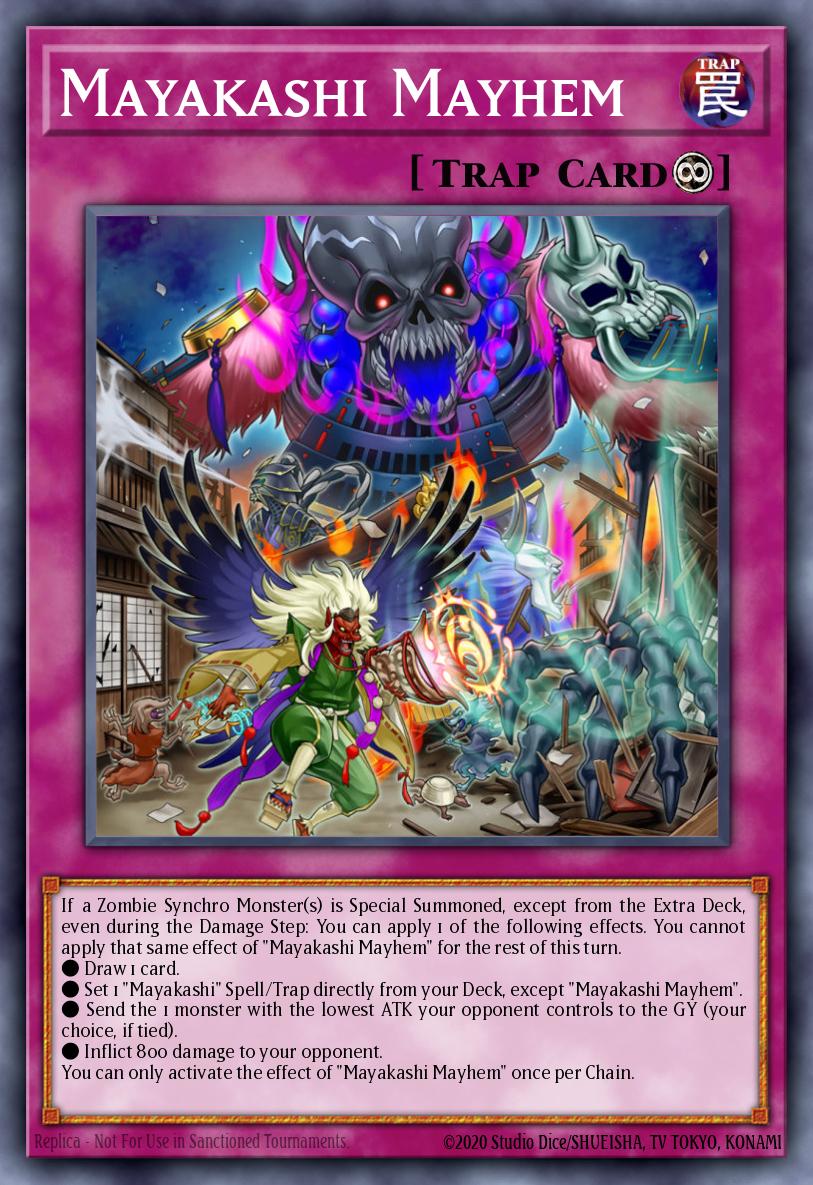 Mayakashi Mayhem
TRAP
罠
[Trap Card]
If a Zombie Synchro Monster(s) is Special Summoned, except from the Extra Deck,
even during the Damage Step: You can apply 1 of the following effects. You cannot
apply that same effect of "Mayakashi Mayhem" for the rest of this turn.
● Draw 1 card.
● Set 1 "Mayakashi" Spell/Trap directly from your Deck, except "Mayakashi Mayhem".
● Send the 1 monster with the lowest ATK your opponent controls to the GY (your
choice, if tied).
● Inflict 800 damage to your opponent.
You can only activate the effect of "Mayakashi Mayhem" once per Chain.
Replica - Not For Use in Sanctioned Tournaments.
©2020 Studio Dice/SHUEISHA, TV TOKYO, KONAMI